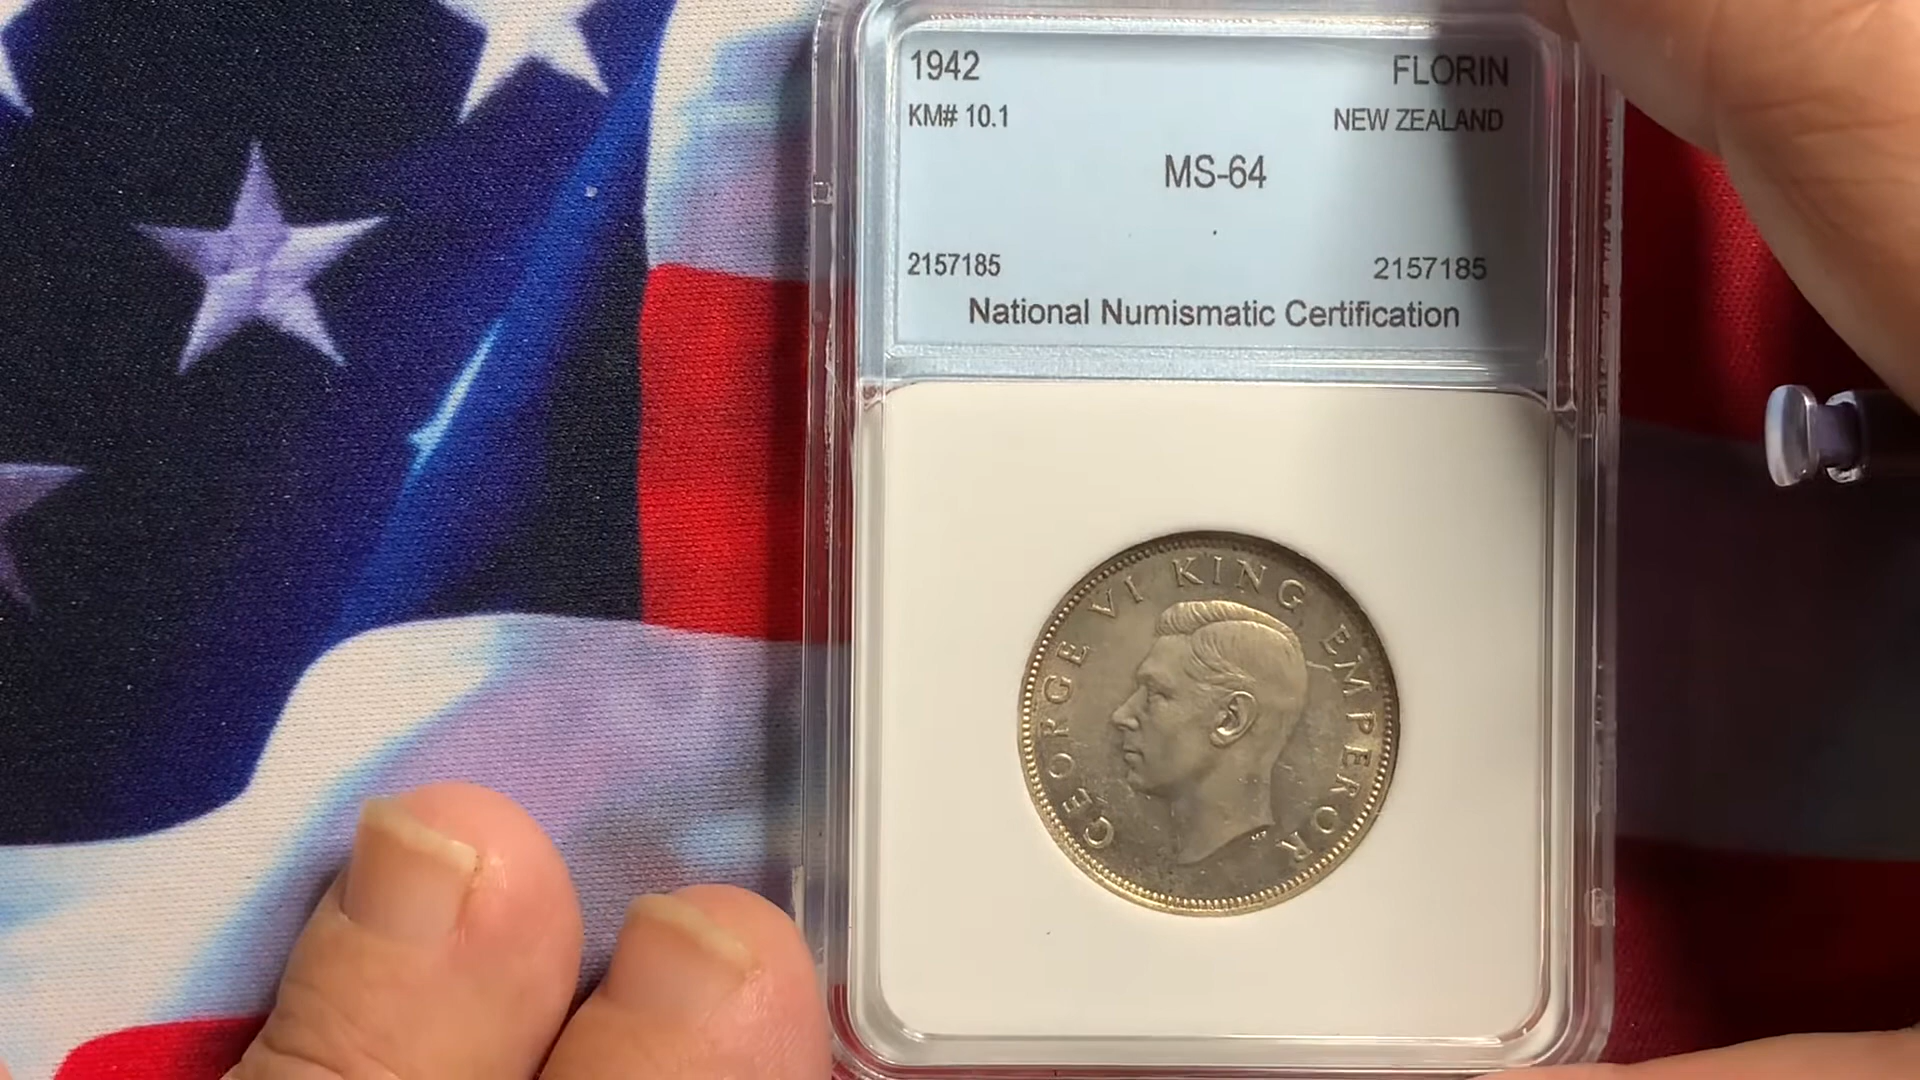 1942 FLORIN
KM# 10.1 NEW ZEALAND
MS-64
2157185 2157185
National Numismatic Certification
GEORGE VI KING EMPEROR